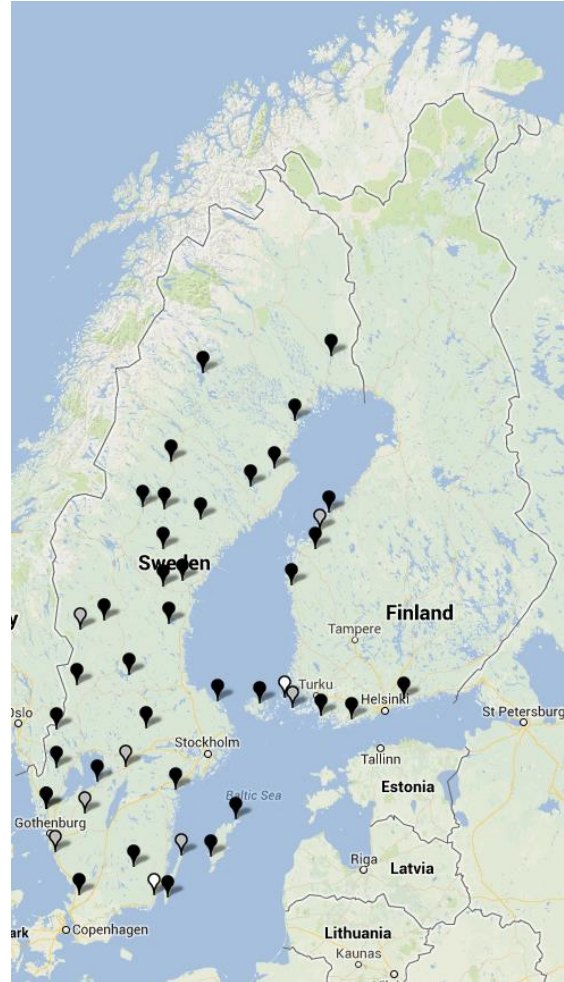 Sweden
Finland
y
Tampere
Turku
Helsinki
Oslo
St Petersburg
Stockholm
Tallinn
Baltic Sea
Estonia
Gothenburg
Riga
Latvia
Copenhagen
ark
Lithuania
Kaunas